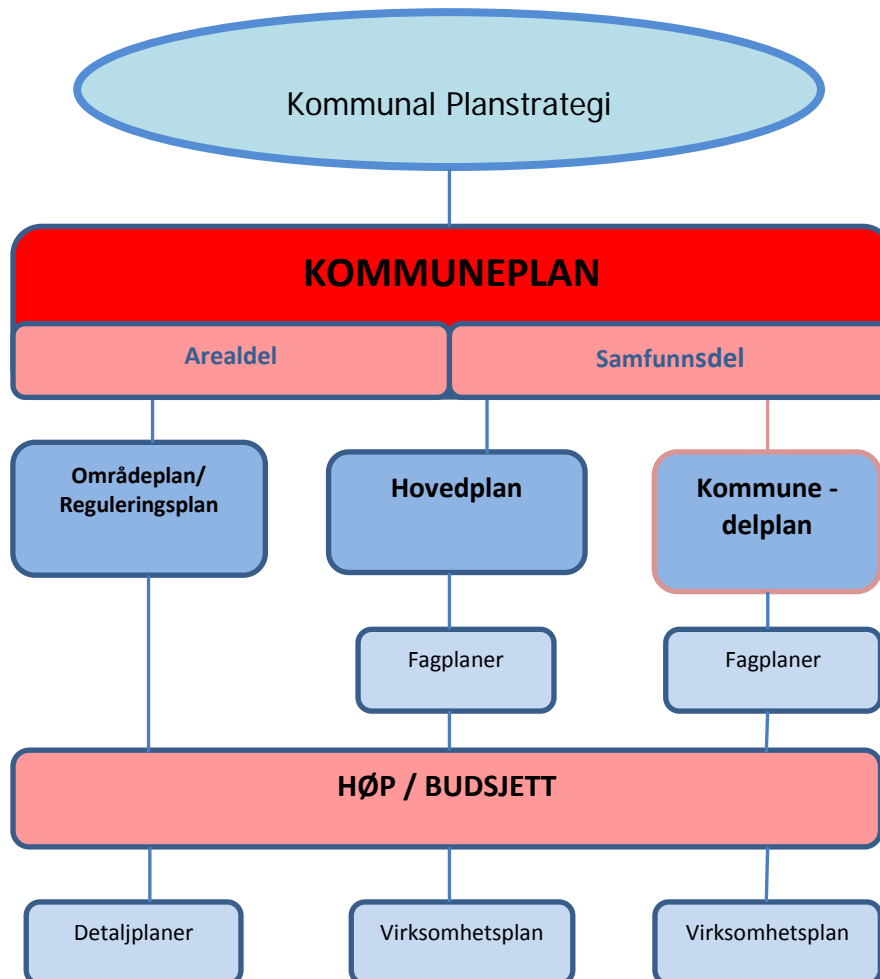 Kommunal Planstrategi
KOMMUNEPLAN
Arealdel
Samfunnsdel
Områdeplan/
Reguleringsplan
Hovedplan
Kommune -
delplan
Fagplaner
Fagplaner
HØP / BUDSJETT
Detaljplaner
Virksomhetsplan
Virksomhetsplan